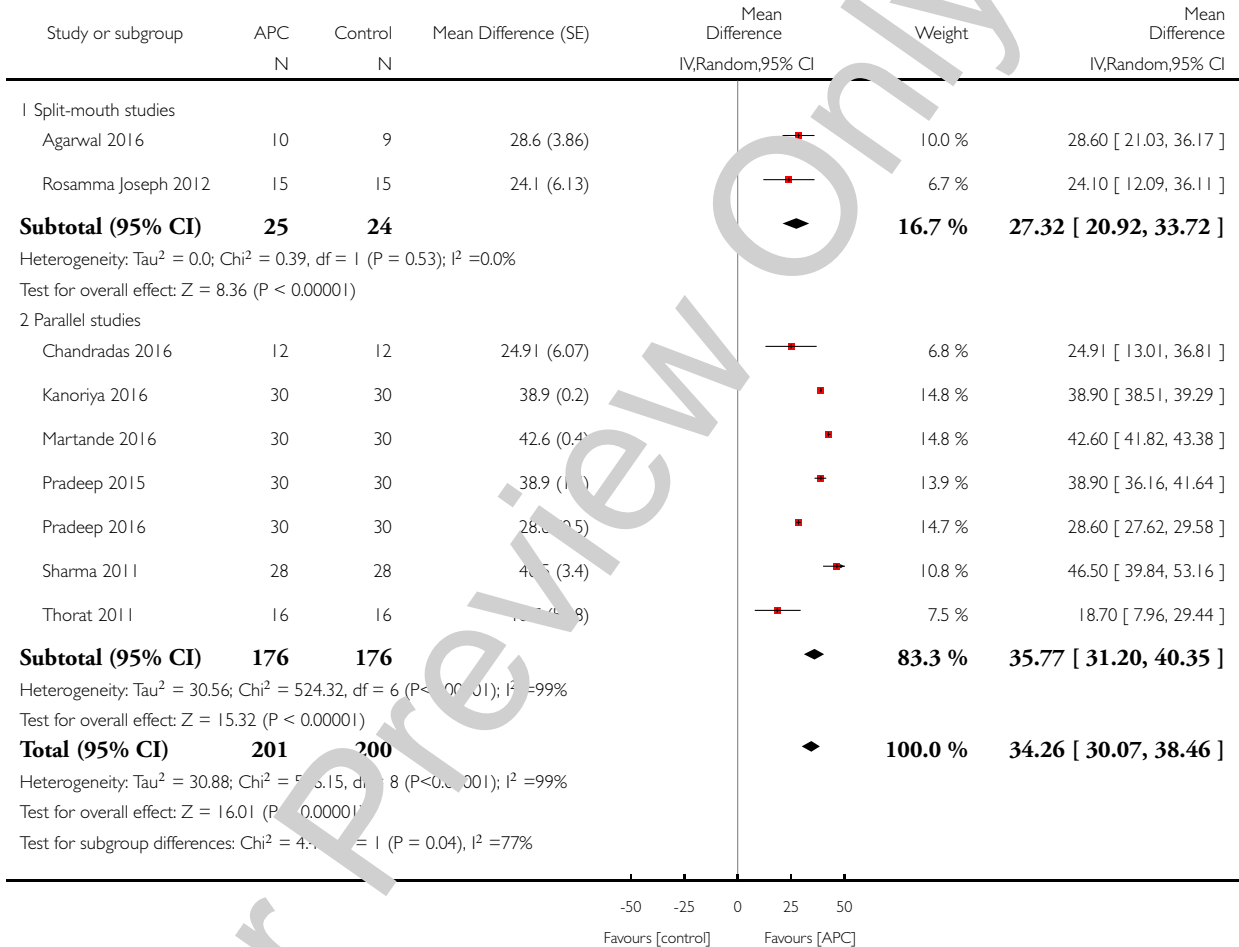 Study or subgroup APC Control Mean Difference (SE) Mean Difference Weight Mean Difference
N N IV,Random,95% CI IV,Random,95% CI
1 Split-mouth studies
Agarwal 2016 10 9 28.6 (3.86) 10.0 % 28.60 [ 21.03, 36.17 ]
Rosamma Joseph 2012 15 15 24.1 (6.13) 6.7 % 24.10 [ 12.09, 36.11 ]
Subtotal (95% CI) 25 24 16.7 % 27.32 [ 20.92, 33.72 ]
Heterogeneity: Tau² = 0.0; Chi² = 0.39, df = 1 (P = 0.53); I² =0.0%
Test for overall effect: Z = 8.36 (P < 0.00001)
2 Parallel studies
Chandradas 2016 12 12 24.91 (6.07) 6.8 % 24.91 [ 13.01, 36.81 ]
Kanoriya 2016 30 30 38.9 (0.2) 14.8 % 38.90 [ 38.51, 39.29 ]
Martande 2016 30 30 42.6 (0.4) 14.8 % 42.60 [ 41.82, 43.38 ]
Pradeep 2015 30 30 38.9 13.9 % 38.90 [ 36.16, 41.64 ]
Pradeep 2016 30 30 14.7 % 28.60 [ 27.62, 29.58 ]
Sharma 2011 28 28 (3.4) 10.8 % 46.50 [ 39.84, 53.16 ]
Thorat 2011 16 16 7.5 % 18.70 [ 7.96, 29.44 ]
Subtotal (95% CI) 176 176 83.3 % 35.77 [ 31.20, 40.35 ]
Heterogeneity: Tau² = 30.56; Chi² = 524.32, df = 6 I² =99%
Test for overall effect: Z = 15.32 (P < 0.00001)
Total (95% CI) 201 200 100.0 % 34.26 [ 30.07, 38.46 ]
Heterogeneity: Tau² = 30.88; Chi² = 8 I² =99%
Test for overall effect: Z = 16.01 (P 0.00001)
Test for subgroup differences: Chi² = = 1 (P = 0.04), I² =77%
-50 -25 0 25 50
Favours [control] Favours [APC]
Preview Only